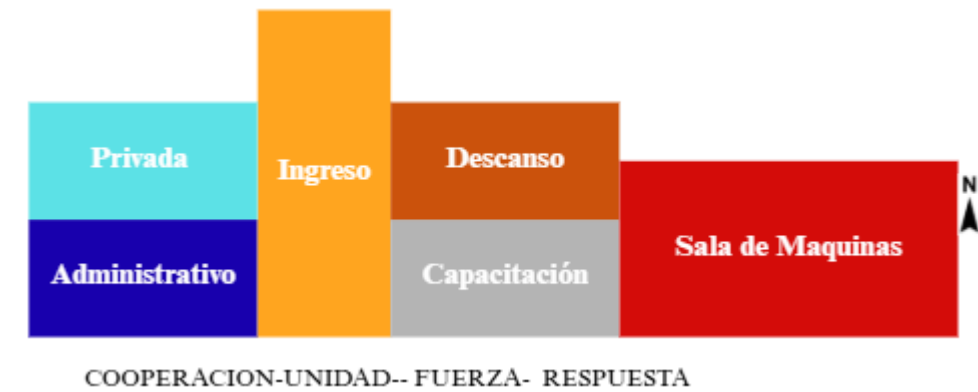 Privada
Ingreso
Descanso
N
Sala de Maquinas
Administrativo
Capacitación
COOPERACION-UNIDAD-- FUERZA- RESPUESTA